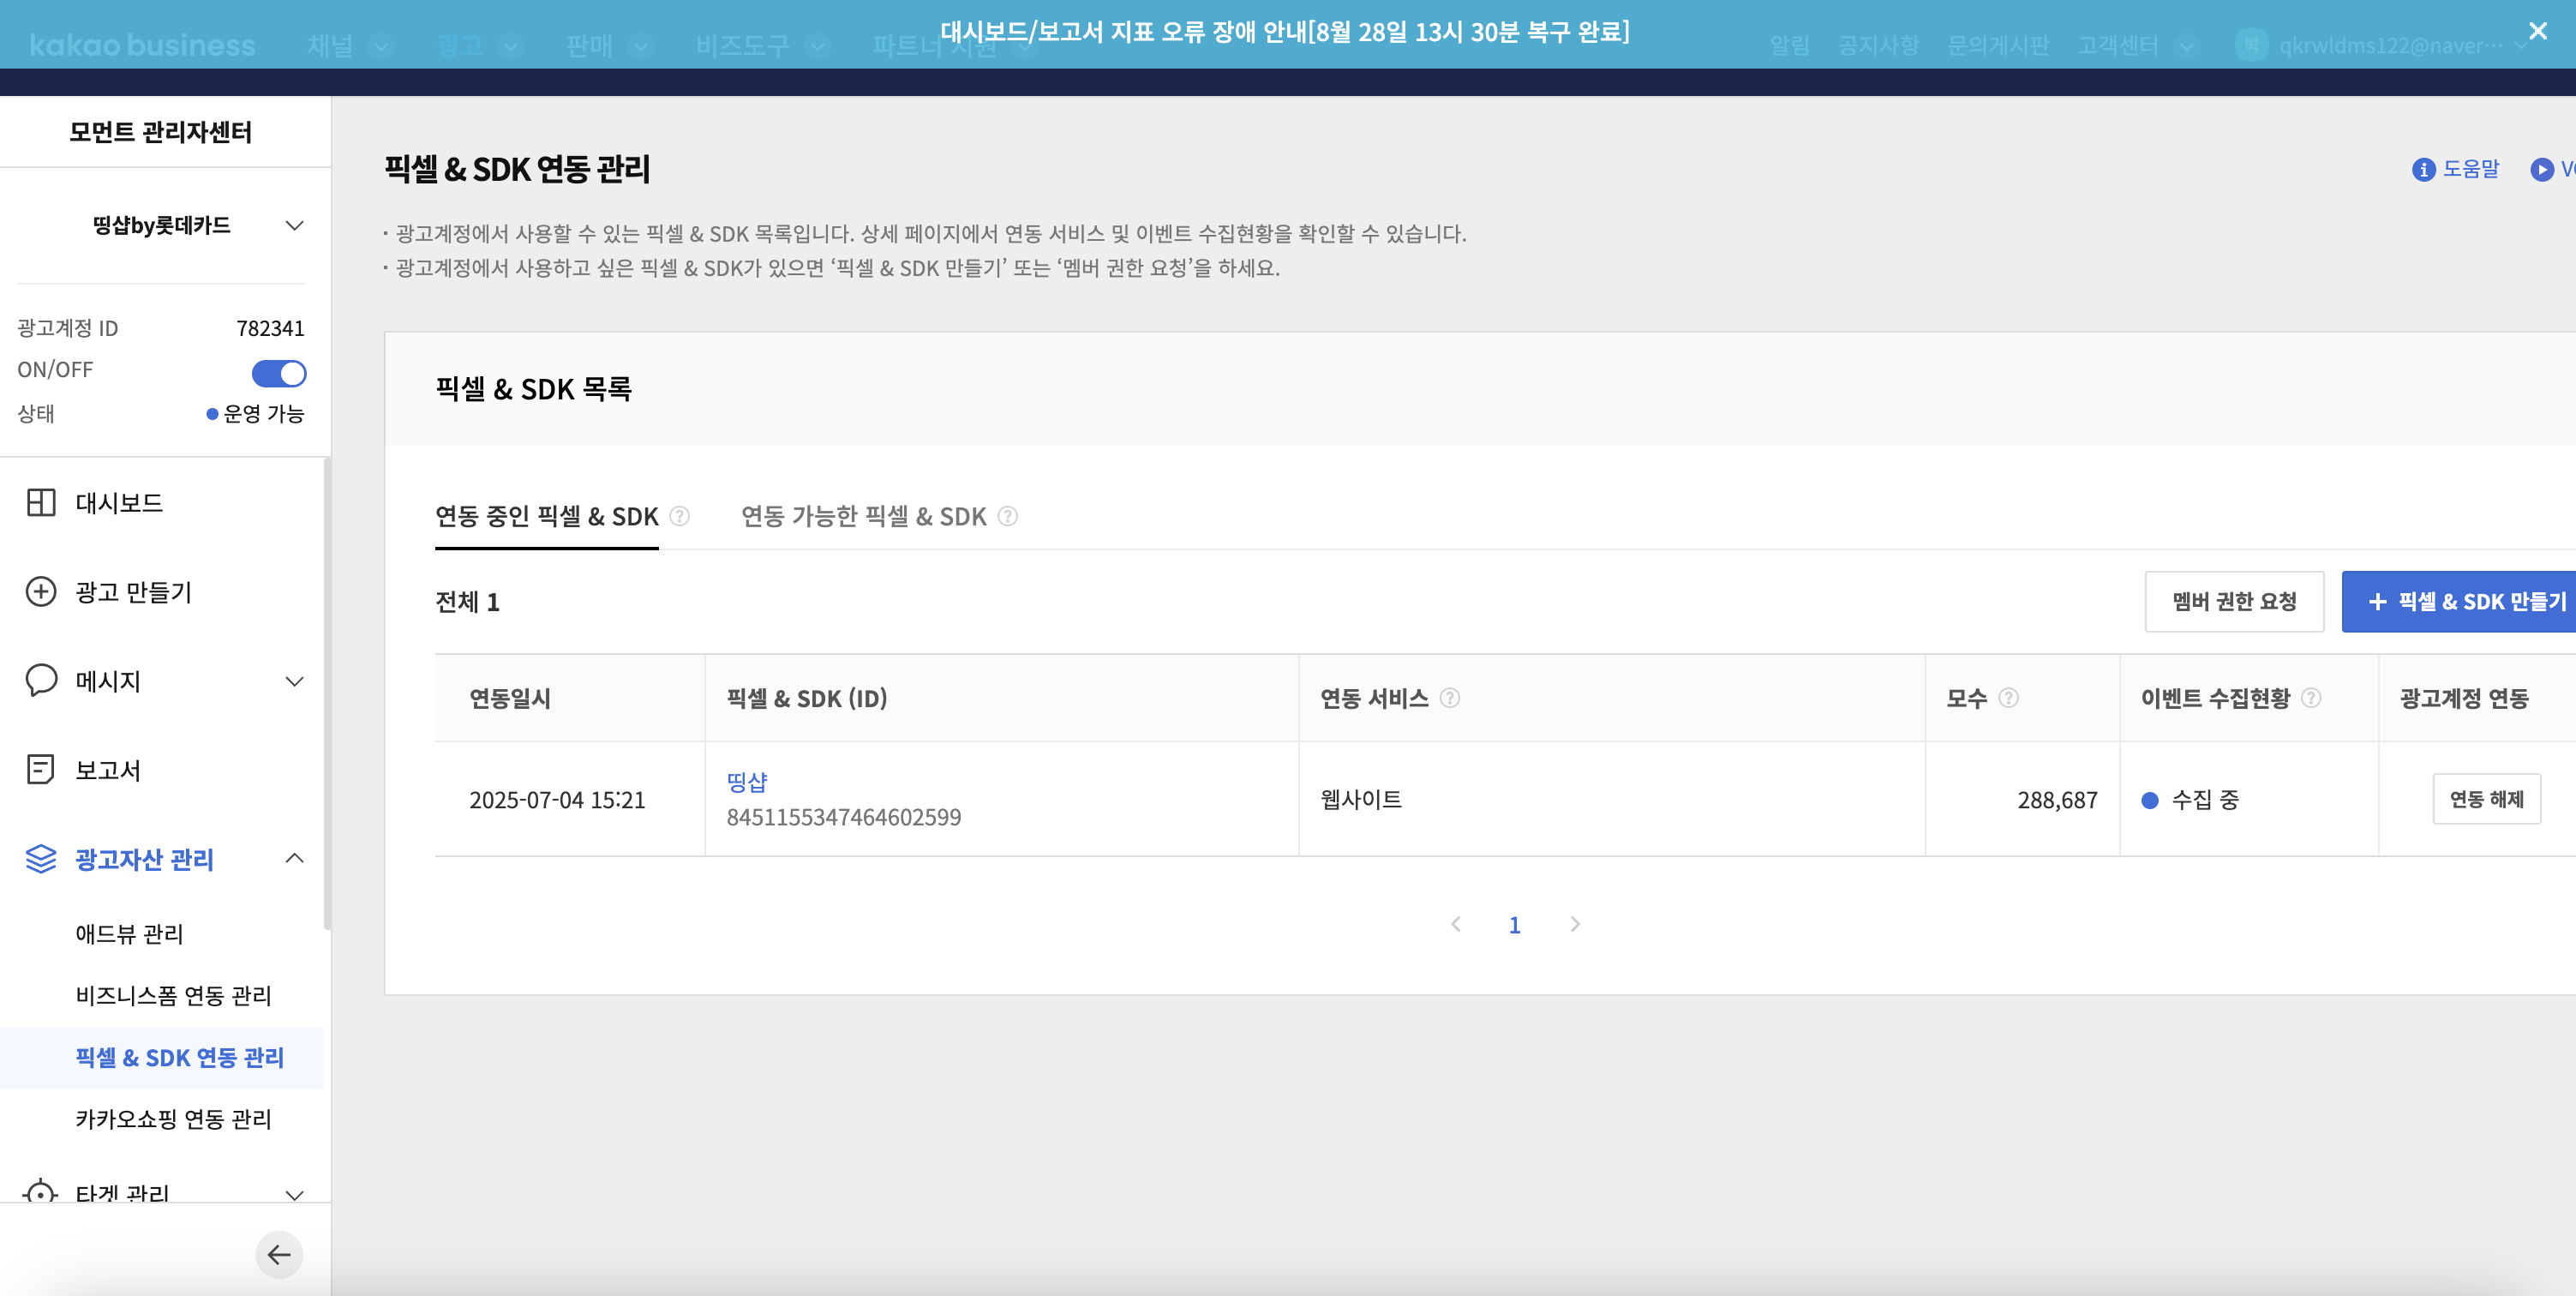 대시보드/보고서 지표 오류 장애 안내[8월 28일 13시 30분 복구 완료]
kakao business 채널 광고 판매 비즈도구 파트너 지원 알림 공지사항 문의게시판 고객센터 박 qkrwldms122@naver···
모먼트 관리자센터
띵샵by롯데카드
광고계정 ID 782341
ON/OFF
상태 운영 가능
대시보드
광고 만들기
메시지
보고서
광고자산 관리
애드뷰 관리
비즈니스폼 연동 관리
픽셀 & SDK 연동 관리
카카오쇼핑 연동 관리
타겟 관리
픽셀 & SDK 연동 관리
도움말
· 광고계정에서 사용할 수 있는 픽셀 & SDK 목록입니다. 상세 페이지에서 연동 서비스 및 이벤트 수집현황을 확인할 수 있습니다.
· 광고계정에서 사용하고 싶은 픽셀 & SDK가 있으면 ‘픽셀 & SDK 만들기’ 또는 ‘멤버 권한 요청’을 하세요.
픽셀 & SDK 목록
연동 중인 픽셀 & SDK ? 연동 가능한 픽셀 & SDK ?
전체 1
멤버 권한 요청 + 픽셀 & SDK 만들기
연동일시 픽셀 & SDK (ID) 연동 서비스 ? 모수 ? 이벤트 수집현황 ? 광고계정 연동
2025-07-04 15:21 띵샵 웹사이트 288,687 수집 중 연동 해제
8451155347464602599
1